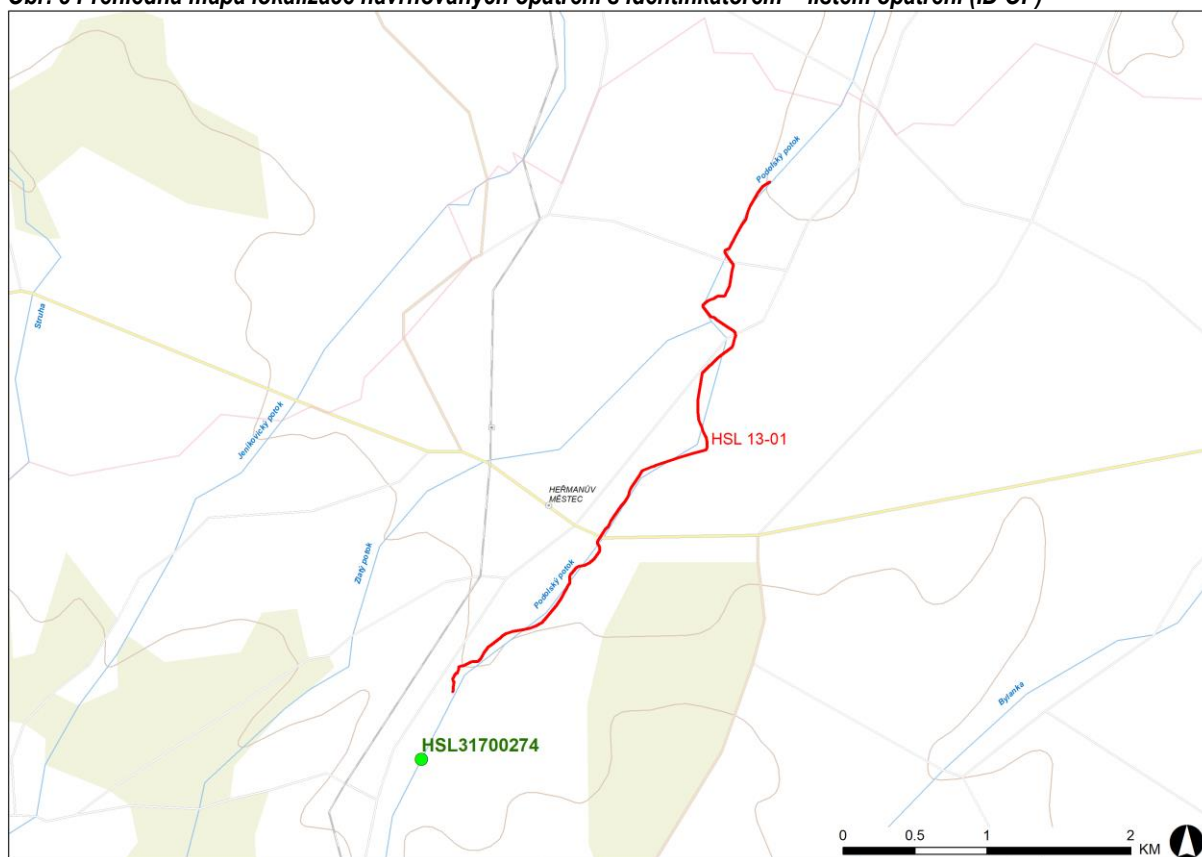 Podolský potok
Struha
Jeníkovický potok
HSL 13-01
HEŘMANŮV
MĚSTEC
Zlatý potok
Podolský potok
Bylanka
HSL31700274
0 0.5 1 2
KM